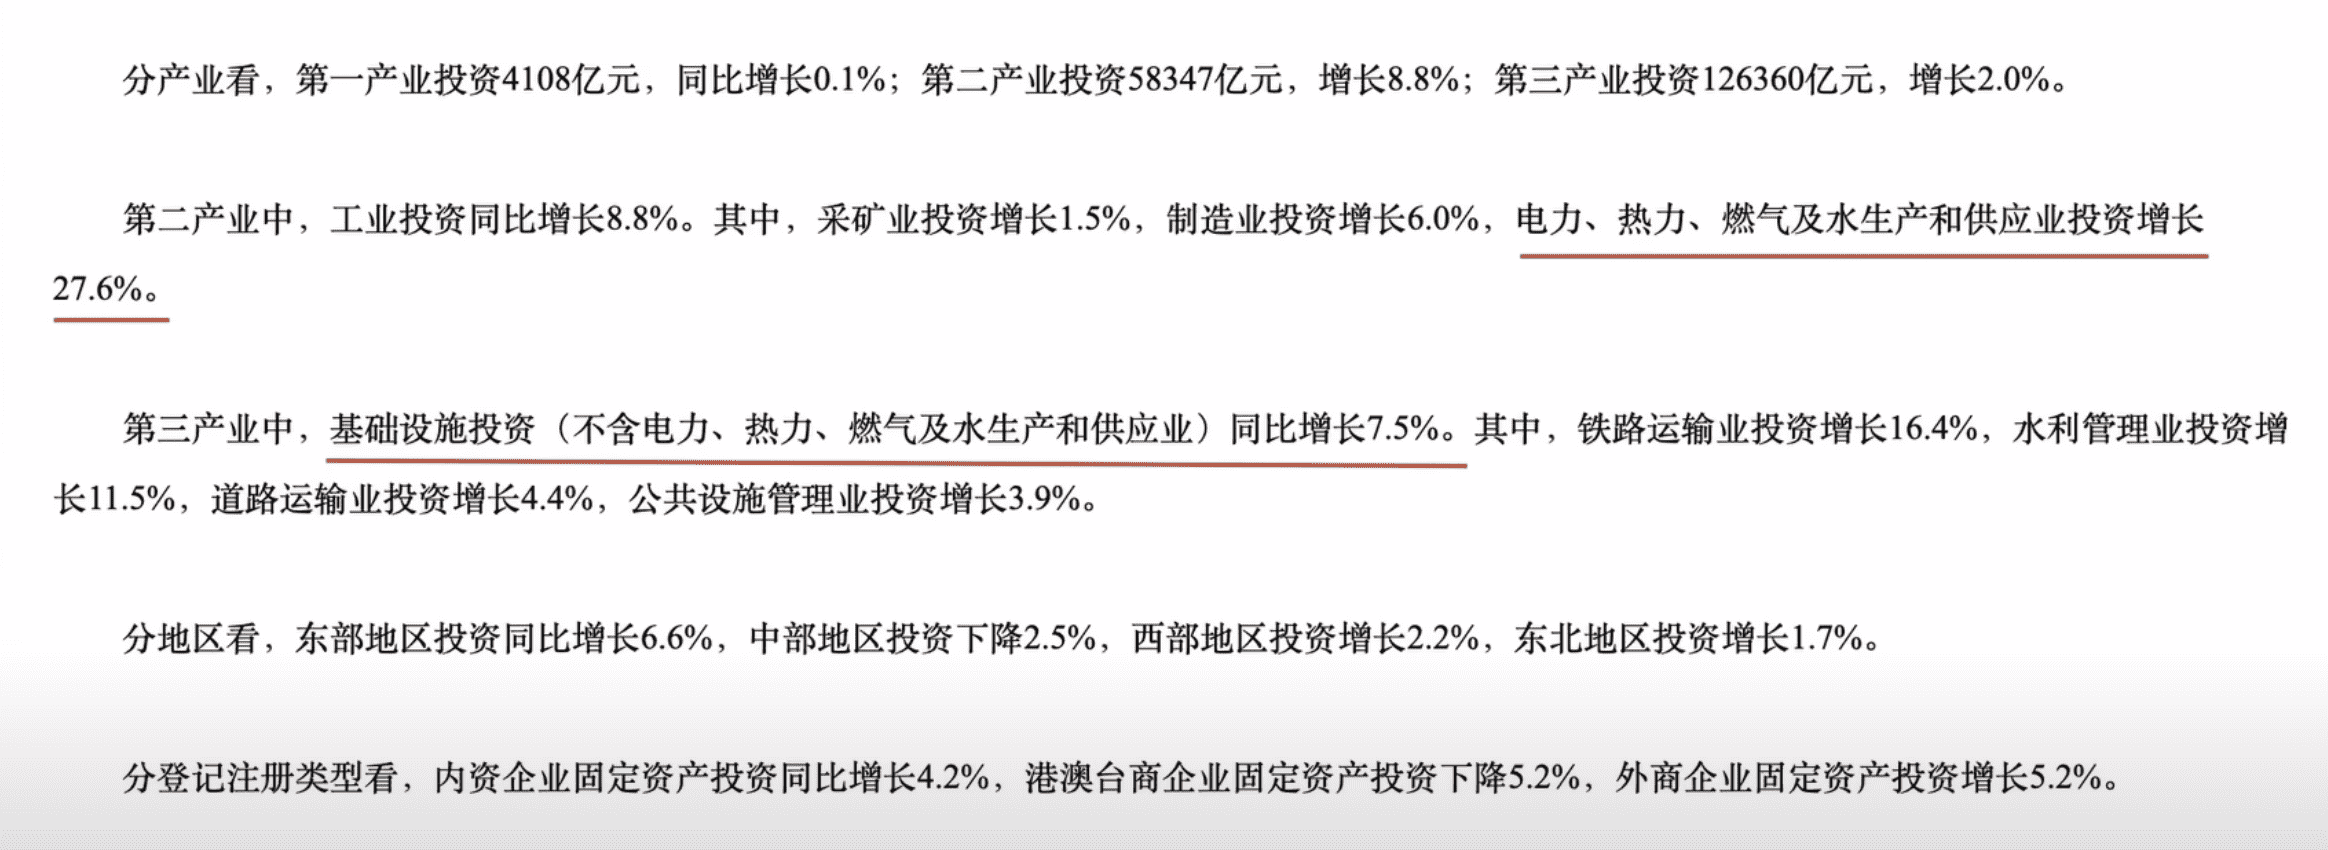 分产业看，第一产业投资4108亿元，同比增长0.1%；第二产业投资58347亿元，增长8.8%；第三产业投资126360亿元，增长2.0%。
第二产业中，工业投资同比增长8.8%。其中，采矿业投资增长1.5%，制造业投资增长6.0%，电力、热力、燃气及水生产和供应业投资增长
27.6%。
第三产业中，基础设施投资（不含电力、热力、燃气及水生产和供应业）同比增长7.5%。其中，铁路运输业投资增长16.4%，水利管理业投资增
长11.5%，道路运输业投资增长4.4%，公共设施管理业投资增长3.9%。
分地区看，东部地区投资同比增长6.6%，中部地区投资下降2.5%，西部地区投资增长2.2%，东北地区投资增长1.7%。
分登记注册类型看，内资企业固定资产投资同比增长4.2%，港澳台商企业固定资产投资下降5.2%，外商企业固定资产投资增长5.2%。